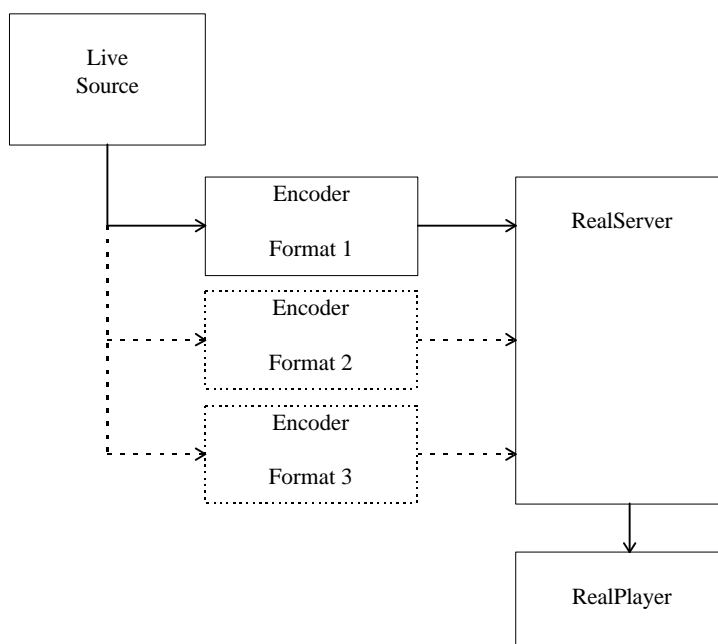 Live
Source
Encoder
Format 1
RealServer
Encoder
Format 2
Encoder
Format 3
RealPlayer